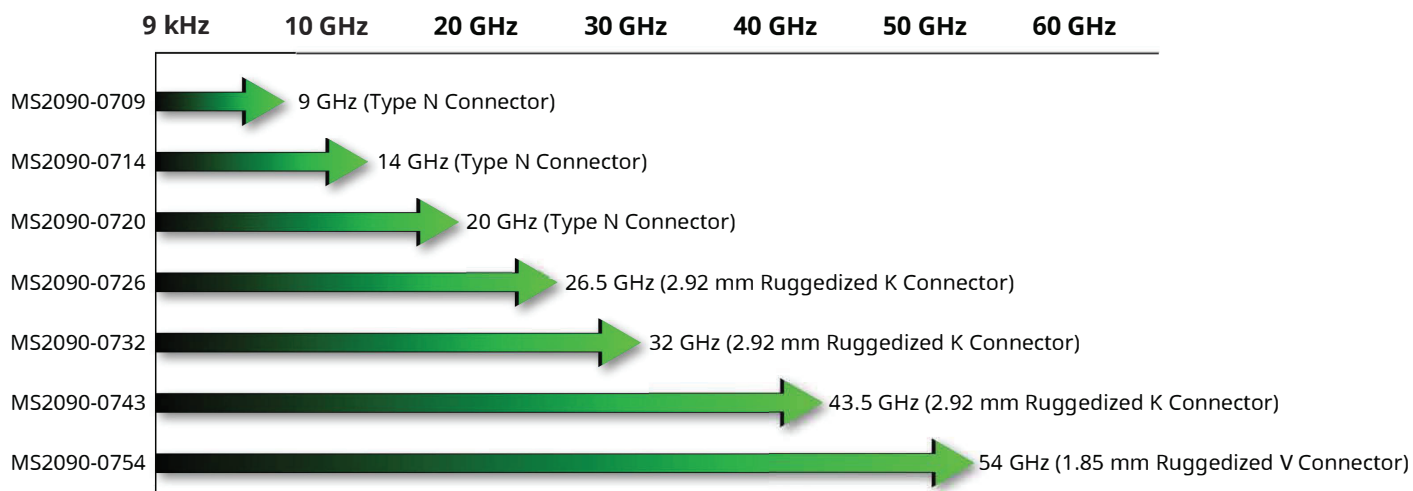 9 kHz 10 GHz 20 GHz 30 GHz 40 GHz 50 GHz 60 GHz
MS2090-0709 9 GHz (Type N Connector)
MS2090-0714 14 GHz (Type N Connector)
MS2090-0720 20 GHz (Type N Connector)
MS2090-0726 26.5 GHz (2.92 mm Ruggedized K Connector)
MS2090-0732 32 GHz (2.92 mm Ruggedized K Connector)
MS2090-0743 43.5 GHz (2.92 mm Ruggedized K Connector)
MS2090-0754 54 GHz (1.85 mm Ruggedized V Connector)